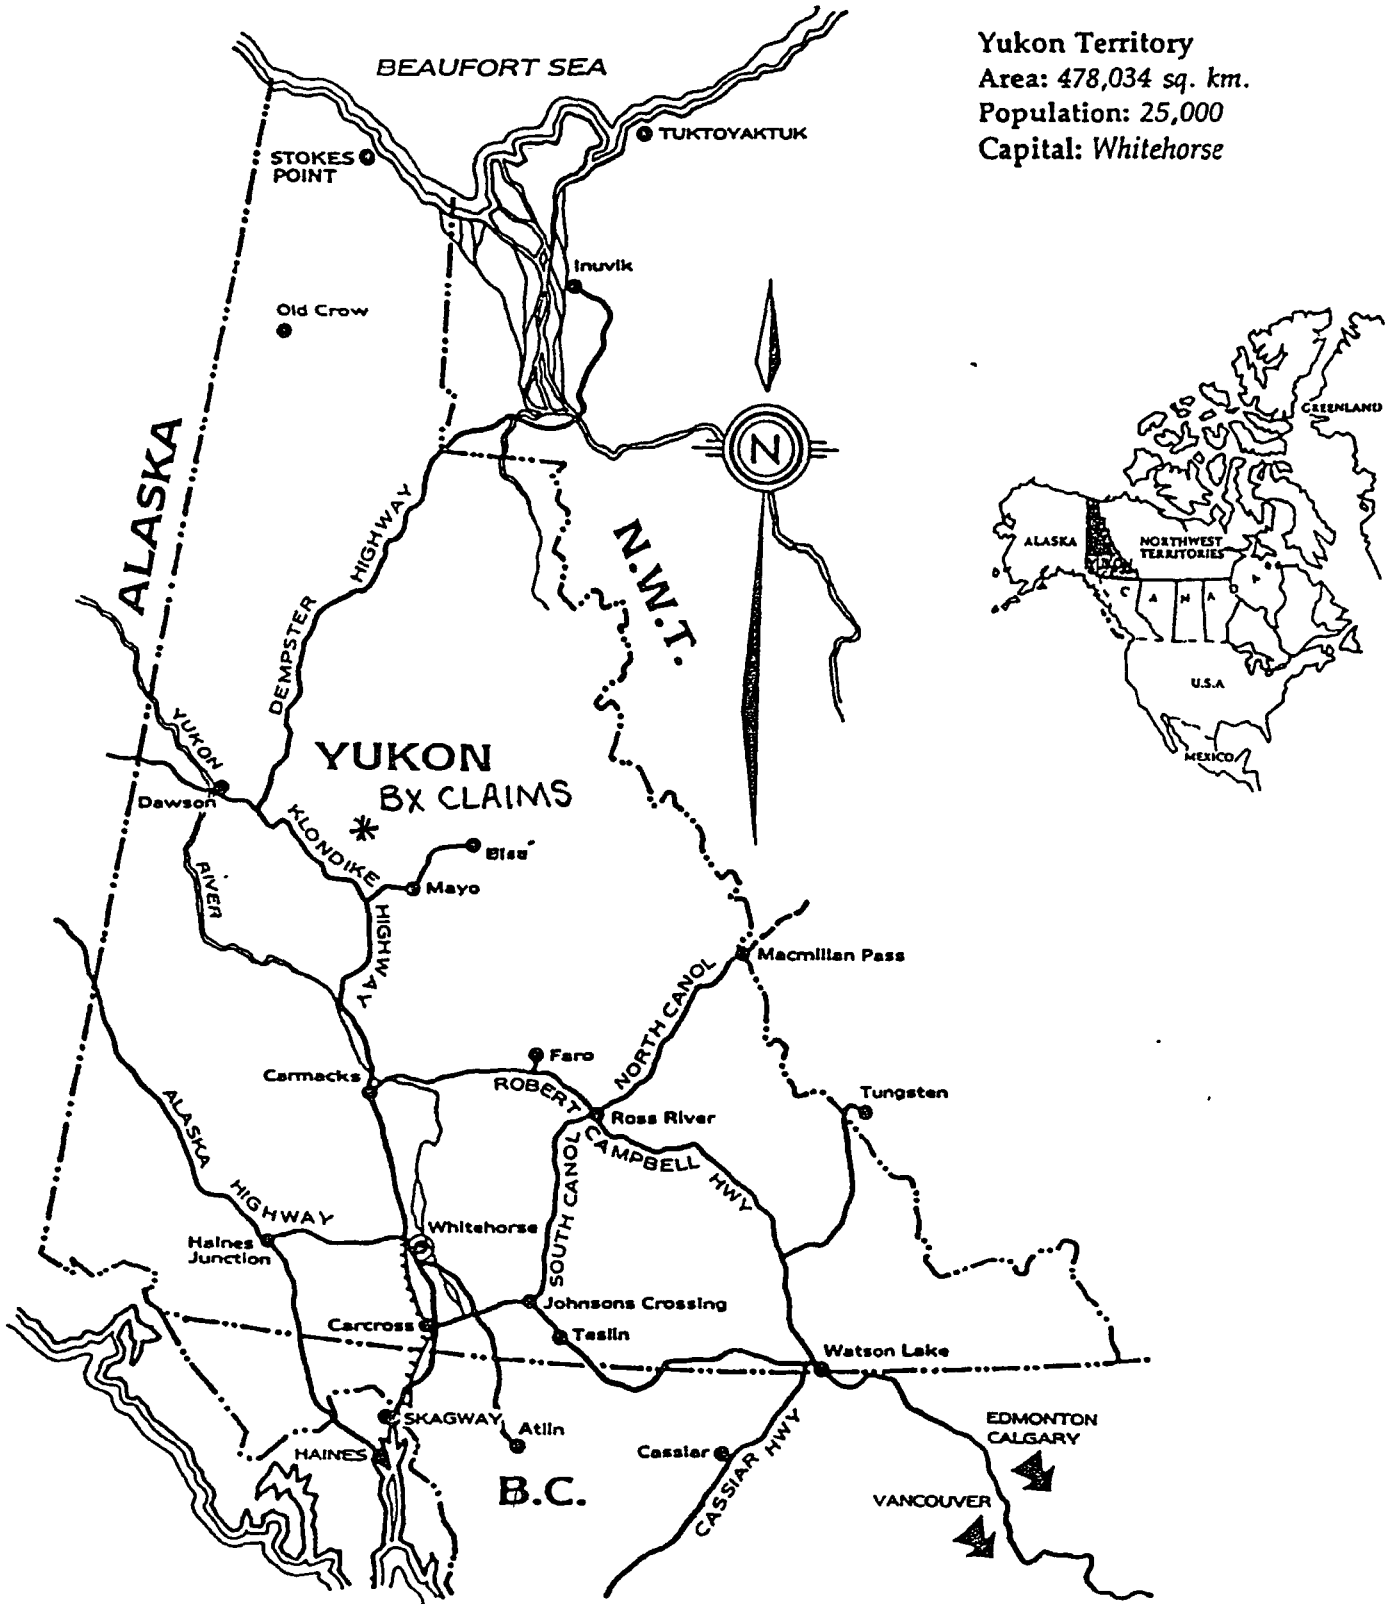 Yukon Territory
Area: 478,034 sq. km.
Population: 25,000
Capital: Whitehorse
BEAUFORT SEA
TUKTOYAKTUK
STOKES
POINT
Inuvik
Old Crow
GREENLAND
ALASKA
N
DEMPSTER HIGHWAY
N.W.T.
ALASKA
NORTHWEST
TERRITORIES
YUKON
C A N A D A
U.S.A
MEXICO
YUKON RIVER
YUKON
BX CLAIMS
Dawson
KLONDIKE HIGHWAY
Elsa
Mayo
Macmillan Pass
NORTH CANOL
Faro
Carmacks
ROBERT CAMPBELL HWY
Ross River
Tungsten
ALASKA HIGHWAY
SOUTH CANOL
Whitehorse
Haines
Junction
Johnsons Crossing
Carcross
Teslin
Watson Lake
SKAGWAY
Atlin
HAINES
Cassiar
CASSIAR HWY
EDMONTON
CALGARY
B.C.
VANCOUVER